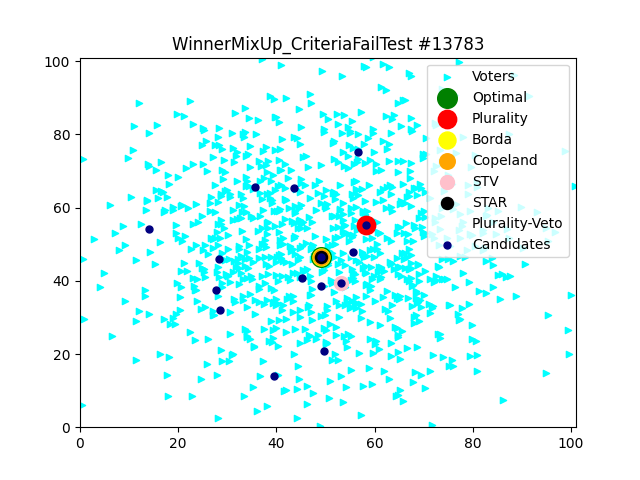 WinnerMixUp_CriteriaFailTest #13783
100
80
60
40
20
0
0
20
40
60
80
100
Voters
Optimal
Plurality
Borda
Copeland
STV
STAR
Plurality-Veto
Candidates